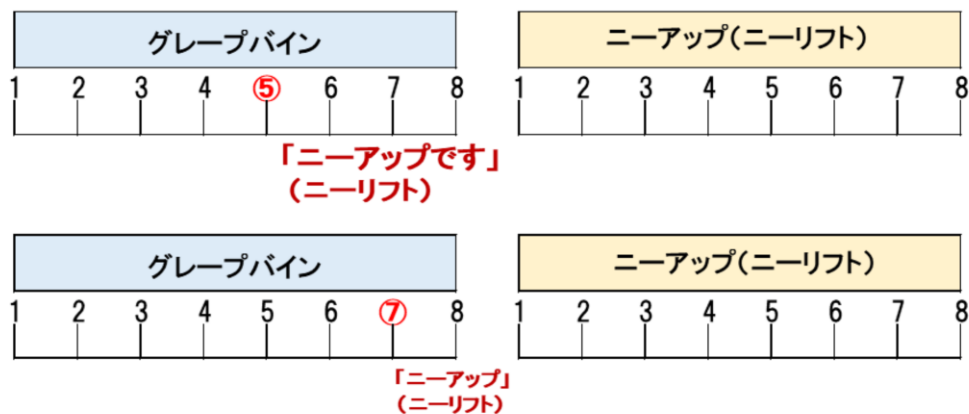 グレープバイン ニーアップ(ニーリフト)
1 2 3 4 ⑤ 6 7 8 1 2 3 4 5 6 7 8
「ニーアップです」
(ニーリフト)
グレープバイン ニーアップ(ニーリフト)
1 2 3 4 5 6 ⑦ 8 1 2 3 4 5 6 7 8
「ニーアップ」
(ニーリフト)